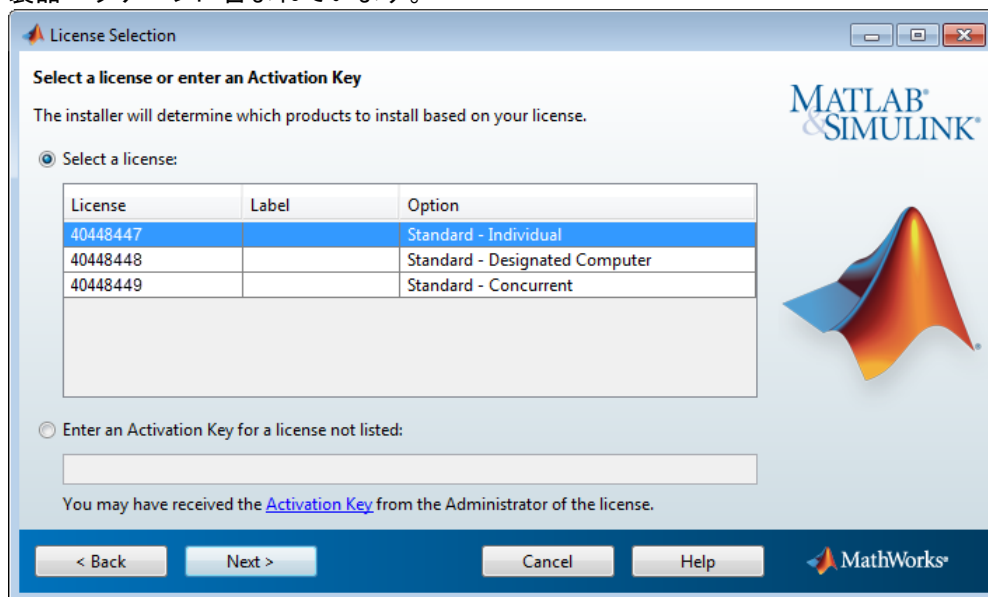 License Selection
Select a license or enter an Activation Key
The installer will determine which products to install based on your license.
MATLAB®
&SIMULINK®
Select a license:
License Label Option
40448447 Standard - Individual
40448448 Standard - Designated Computer
40448449 Standard - Concurrent
Enter an Activation Key for a license not listed:
You may have received the Activation Key from the Administrator of the license.
< Back Next > Cancel Help MathWorks®